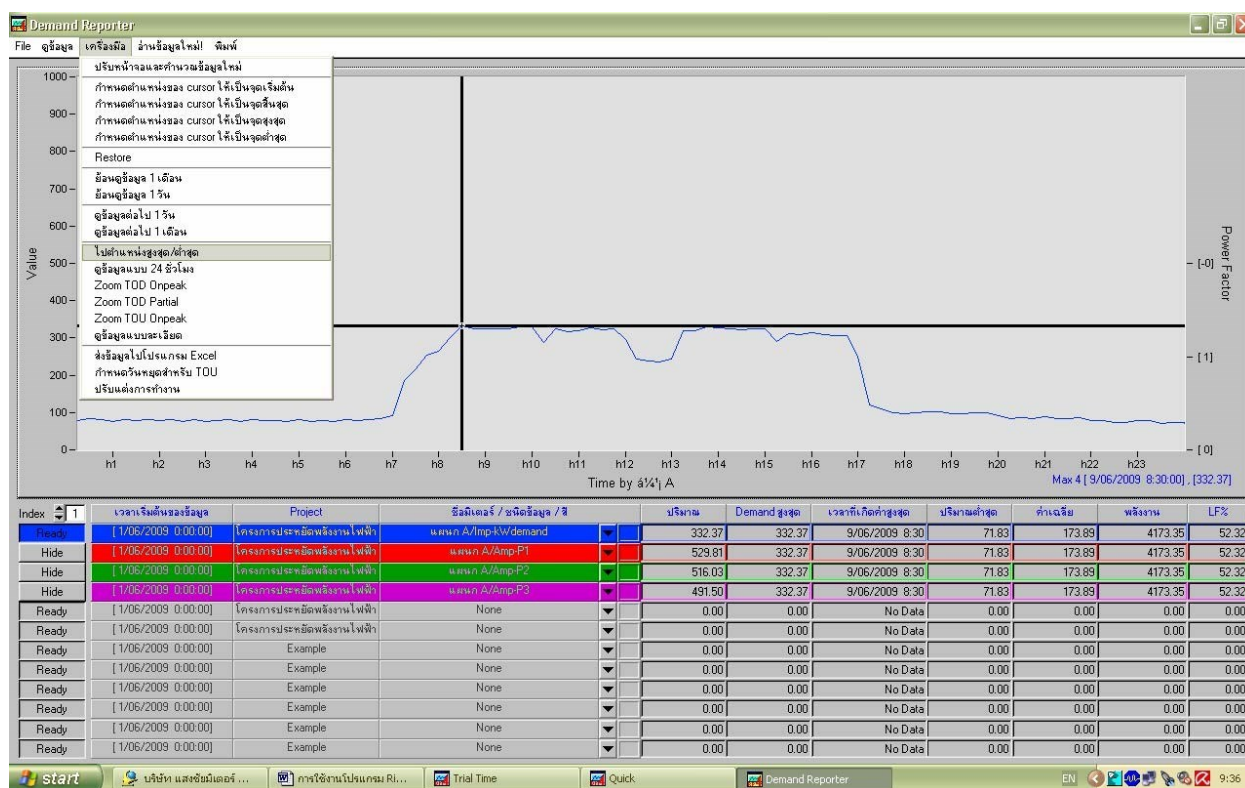 Demand Reporter
File ดูข้อมูล เครื่องมือ อ่านข้อมูลใหม่! พิมพ์
ปรับหน้าจอและคำนวณข้อมูลใหม่
กำหนดตำแหน่งของ cursor ให้เป็นจุดเริ่มต้น
กำหนดตำแหน่งของ cursor ให้เป็นจุดสิ้นสุด
กำหนดตำแหน่งของ cursor ให้เป็นจุดสูงสุด
กำหนดตำแหน่งของ cursor ให้เป็นจุดต่ำสุด
Restore
ย้อนดูข้อมูล 1 เดือน
ย้อนดูข้อมูล 1 วัน
ดูข้อมูลต่อไป 1 วัน
ดูข้อมูลต่อไป 1 เดือน
ไปตำแหน่งสูงสุด/ต่ำสุด
ดูข้อมูลแบบ 24 ชั่วโมง
Zoom TOD Onpeak
Zoom TOD Partial
Zoom TOU Onpeak
ดูข้อมูลแบบละเอียด
ส่งข้อมูลไปโปรแกรม Excel
กำหนดวันหยุดสำหรับ TOU
ปรับแต่งการทำงาน
Value
1000
900
800
700
600
500
400
300
200
100
0
Power Factor
[-0]
[1]
[0]
h1 h2 h3 h4 h5 h6 h7 h8 h9 h10 h11 h12 h13 h14 h15 h16 h17 h18 h19 h20 h21 h22 h23
Time by á¼¹¡ A
Max 4 [ 9/06/2009 8:30:00] , [332.37]
Index 1 เวลาเริ่มต้นของข้อมูล Project ชื่อมิเตอร์ / ชนิดข้อมูล / สี ปริมาณ Demand สูงสุด เวลาที่เกิดค่าสูงสุด ปริมาณต่ำสุด ค่าเฉลี่ย พลังงาน LF%
Ready [ 1/06/2009 0:00:00] โครงการประหยัดพลังงานไฟฟ้า แผนก A/Imp-kWdemand 332.37 332.37 9/06/2009 8:30 71.83 173.89 4173.35 52.32
Hide [ 1/06/2009 0:00:00] โครงการประหยัดพลังงานไฟฟ้า แผนก A/Amp-P1 529.81 332.37 9/06/2009 8:30 71.83 173.89 4173.35 52.32
Hide [ 1/06/2009 0:00:00] โครงการประหยัดพลังงานไฟฟ้า แผนก A/Amp-P2 516.03 332.37 9/06/2009 8:30 71.83 173.89 4173.35 52.32
Hide [ 1/06/2009 0:00:00] โครงการประหยัดพลังงานไฟฟ้า แผนก A/Amp-P3 491.50 332.37 9/06/2009 8:30 71.83 173.89 4173.35 52.32
Ready [ 1/06/2009 0:00:00] โครงการประหยัดพลังงานไฟฟ้า None 0.00 0.00 No Data 0.00 0.00 0.00 0.00
Ready [ 1/06/2009 0:00:00] โครงการประหยัดพลังงานไฟฟ้า None 0.00 0.00 No Data 0.00 0.00 0.00 0.00
Ready [ 1/06/2009 0:00:00] Example None 0.00 0.00 No Data 0.00 0.00 0.00 0.00
Ready [ 1/06/2009 0:00:00] Example None 0.00 0.00 No Data 0.00 0.00 0.00 0.00
Ready [ 1/06/2009 0:00:00] Example None 0.00 0.00 No Data 0.00 0.00 0.00 0.00
Ready [ 1/06/2009 0:00:00] Example None 0.00 0.00 No Data 0.00 0.00 0.00 0.00
Ready [ 1/06/2009 0:00:00] Example None 0.00 0.00 No Data 0.00 0.00 0.00 0.00
Ready [ 1/06/2009 0:00:00] Example None 0.00 0.00 No Data 0.00 0.00 0.00 0.00
start บริษัท แสงชัยมิเตอร์ ... การใช้งานโปรแกรม Ri... Trial Time Quick Demand Reporter EN 9:36